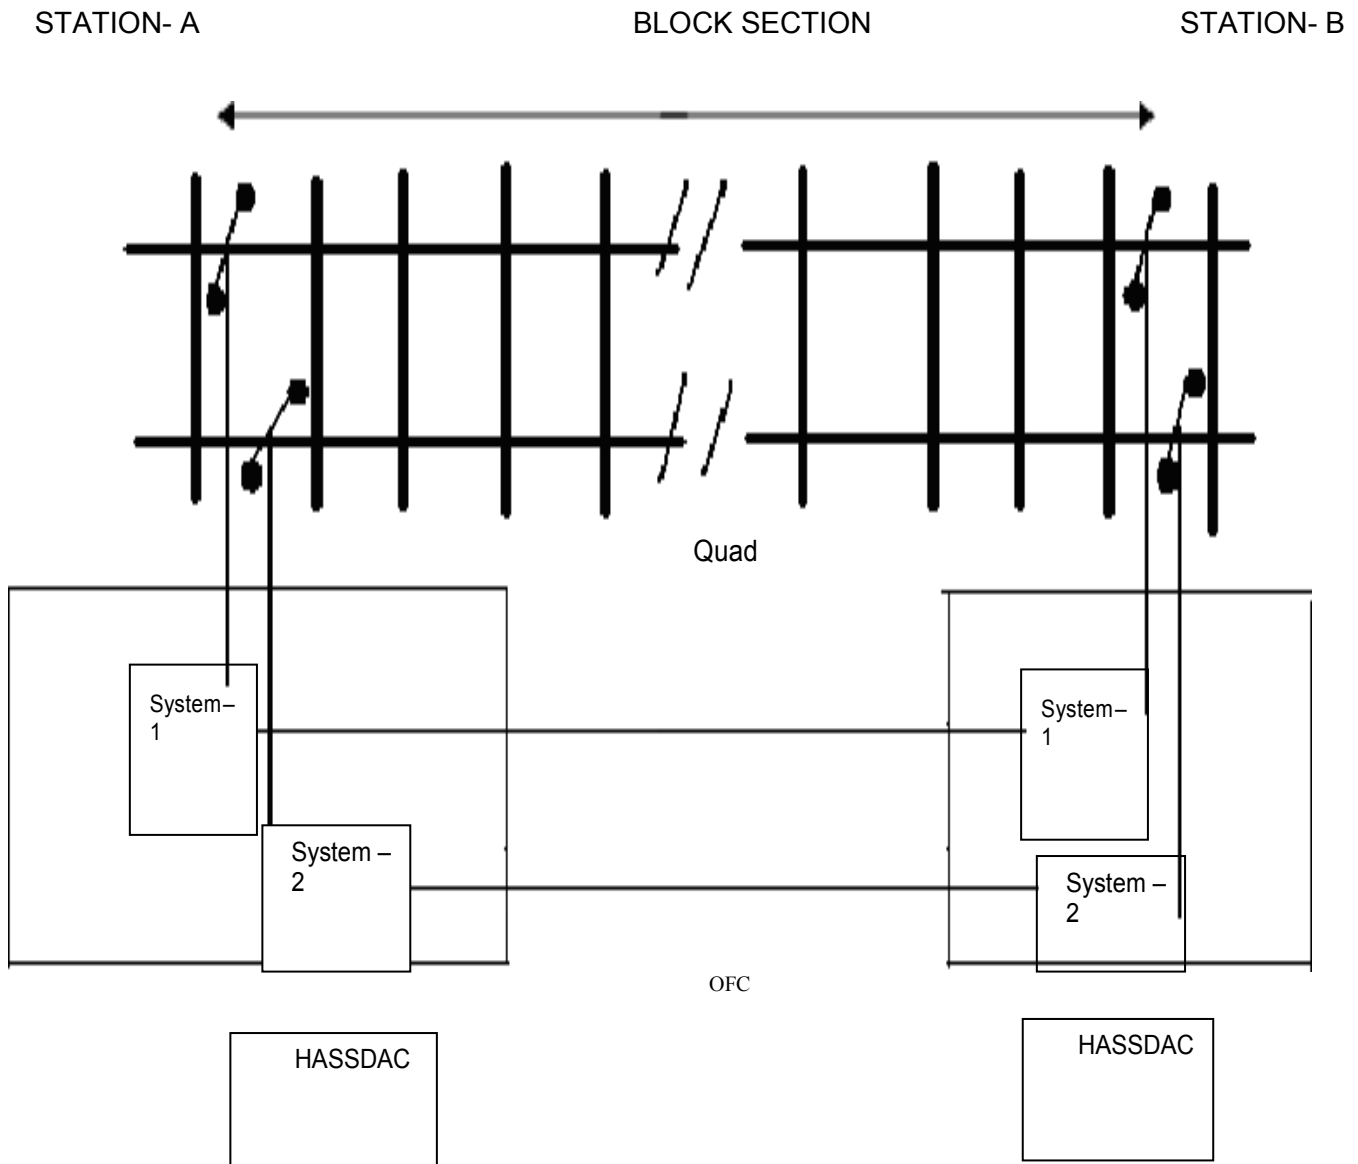 STATION- A
BLOCK SECTION
STATION- B
Quad
System–
1
System–
1
System –
2
System –
2
OFC
HASSDAC
HASSDAC